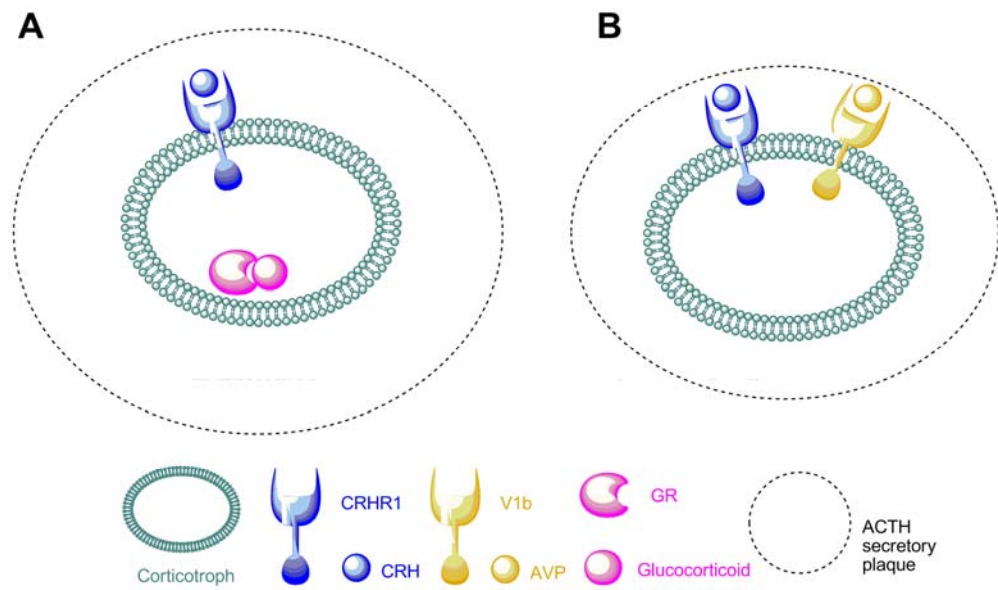 A
B
CRHR1
V1b
GR
CRH
AVP
Glucocorticoid
Corticotroph
ACTH
secretory
plaque